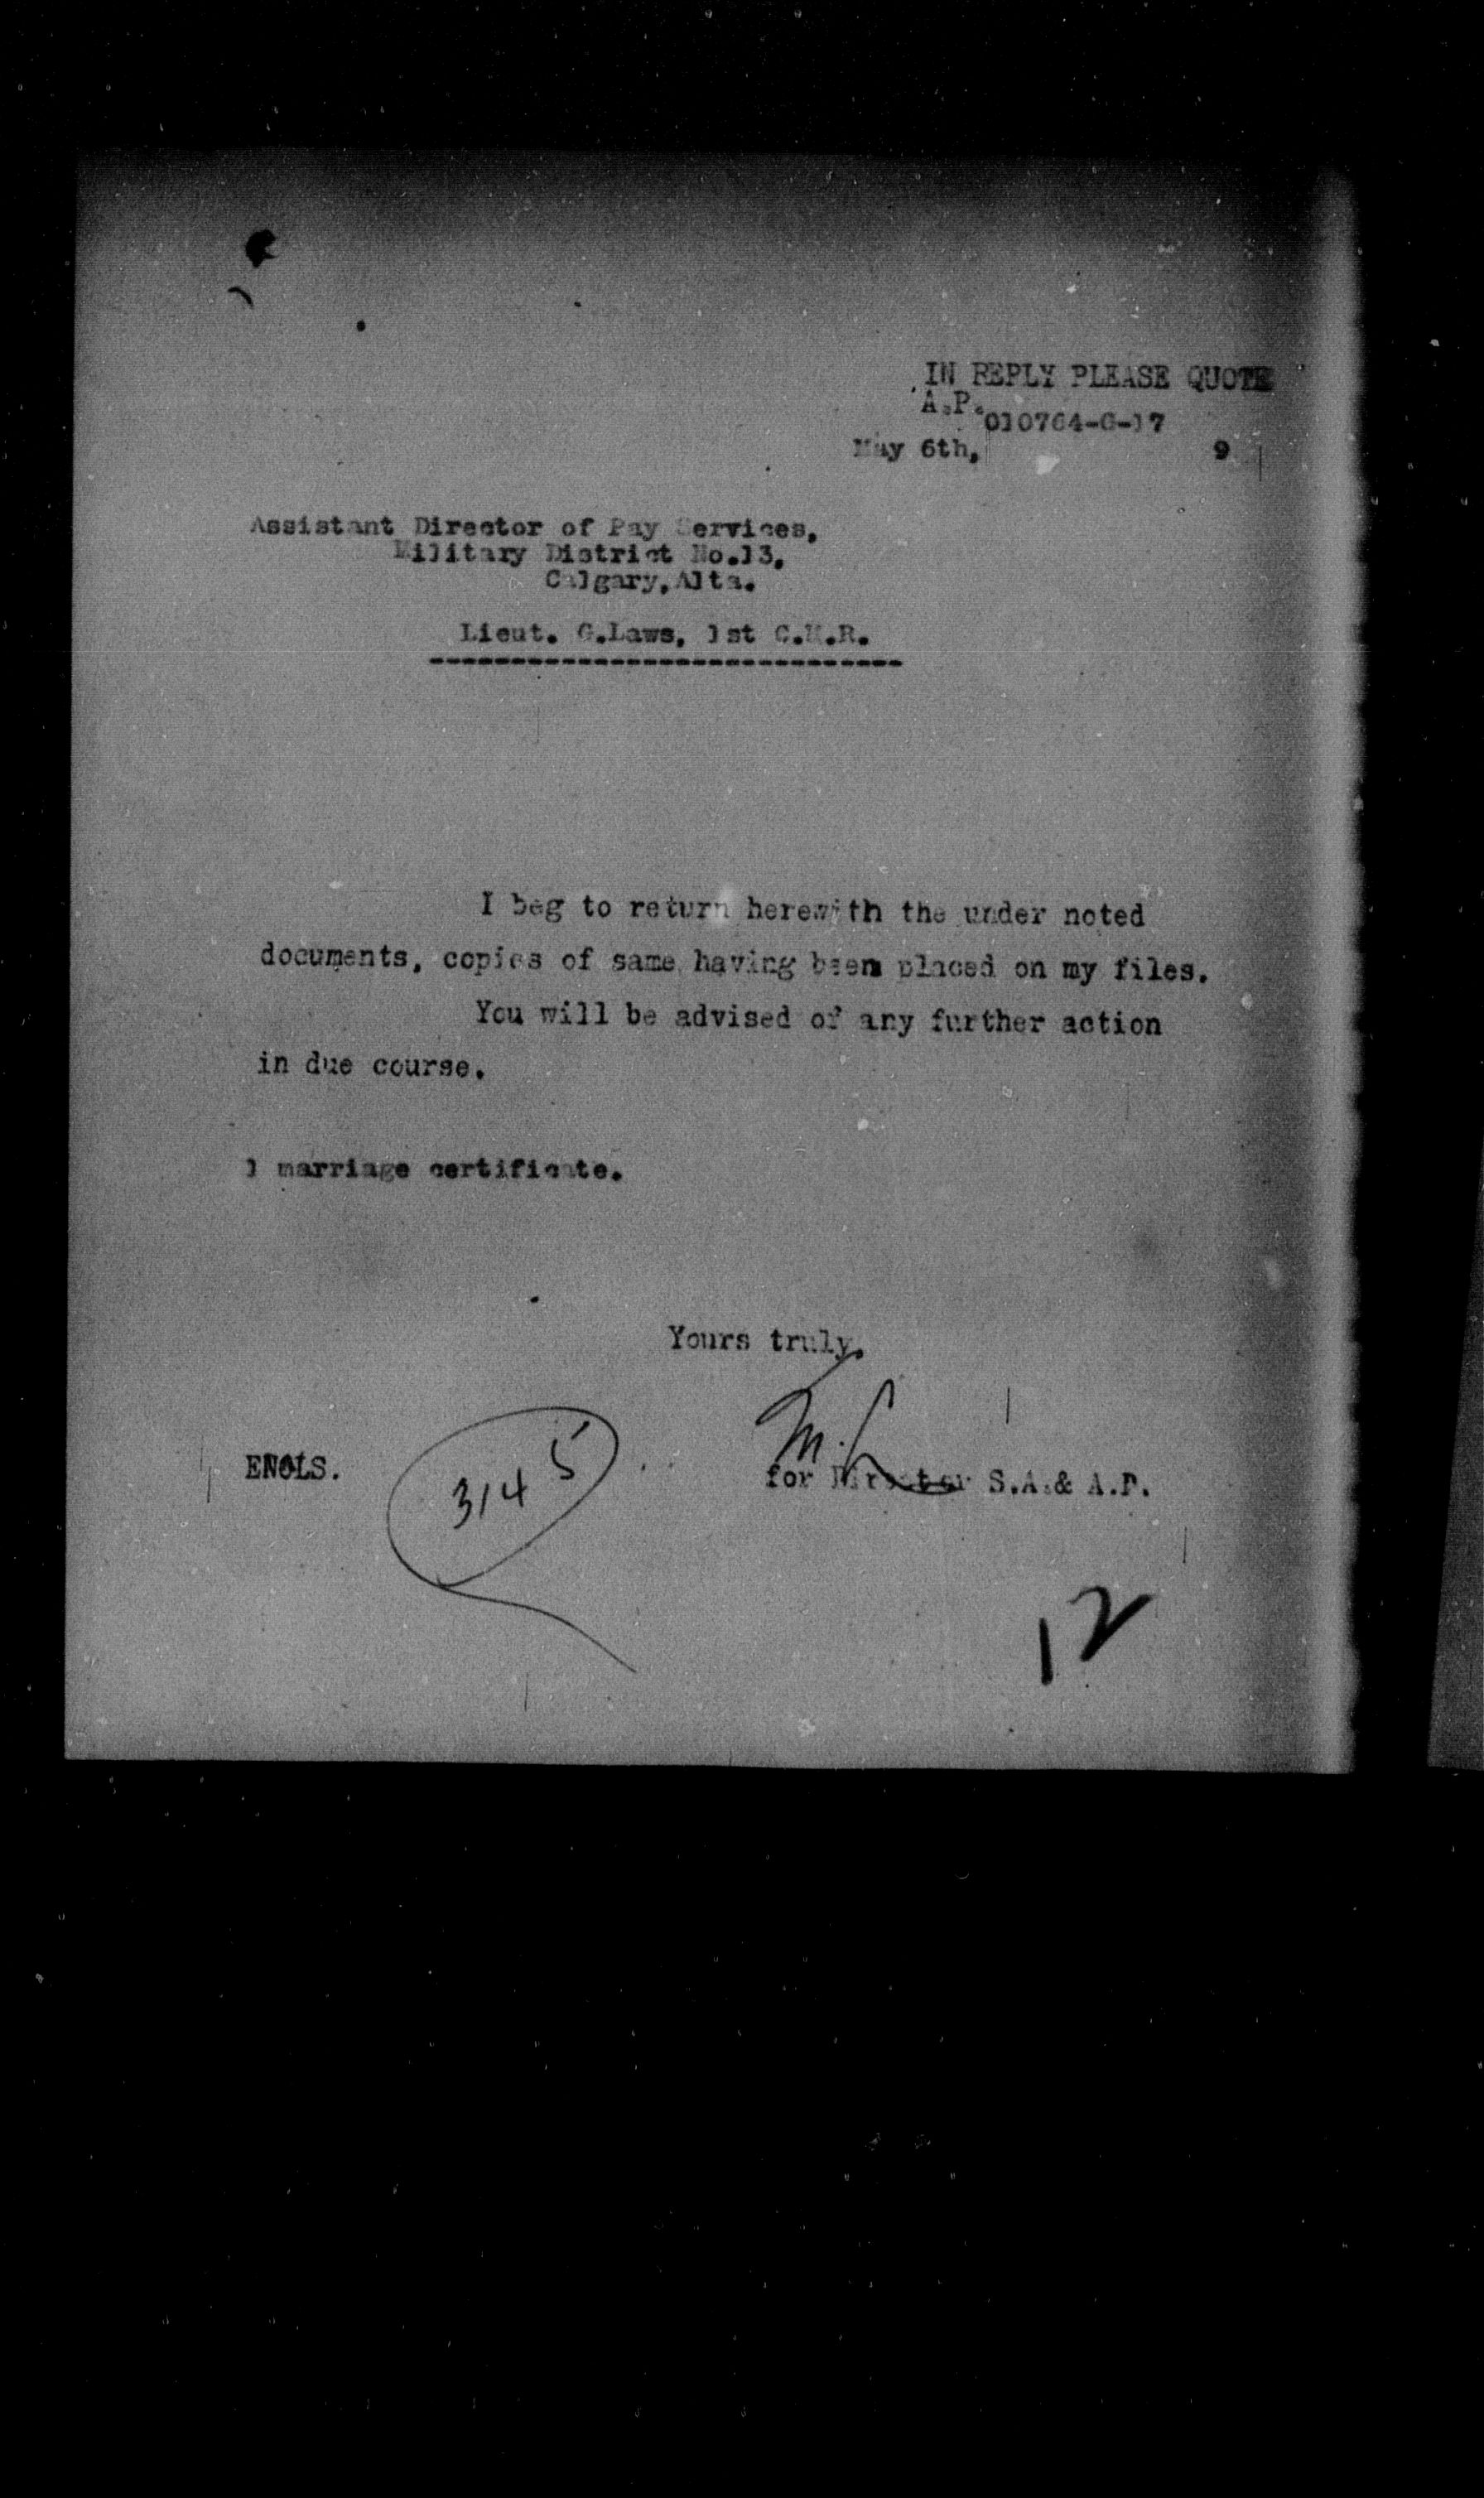 IN REPLY PLEASE QUOTE
A.P.
010764-G-17
May 6th, 9
Assistant Director of Pay Services,
Military District No.13,
Calgary, Alta.
Lieut. G.Laws, 1st C.M.R.
I beg to return herewith the under noted
documents, copies of same having been placed on my files.
You will be advised of any further action
in due course.
1 marriage certificate.
Yours truly,
ENCLS.
3145
for Director S.A.& A.P.
12